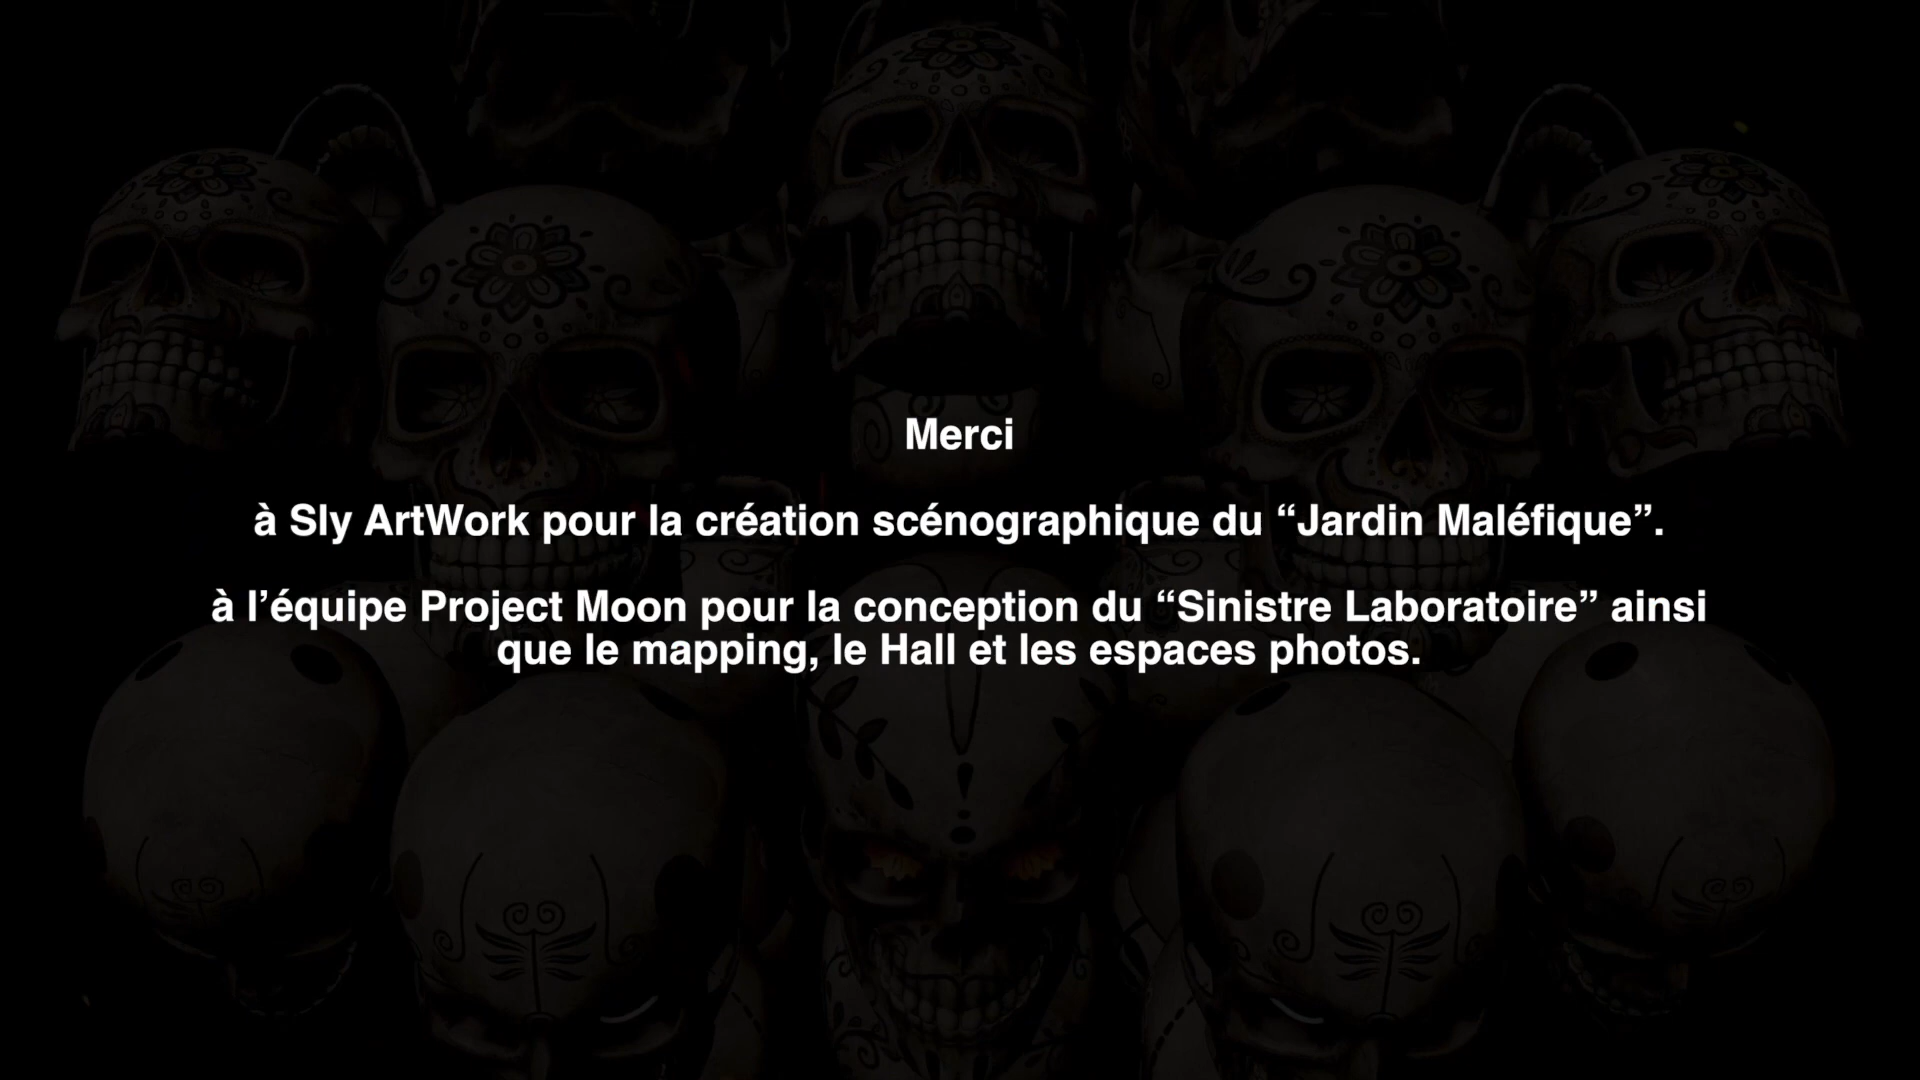 Merci
à Sly ArtWork pour la création scénographique du “Jardin Maléfique”.
à l’équipe Project Moon pour la conception du “Sinistre Laboratoire” ainsi
que le mapping, le Hall et les espaces photos.